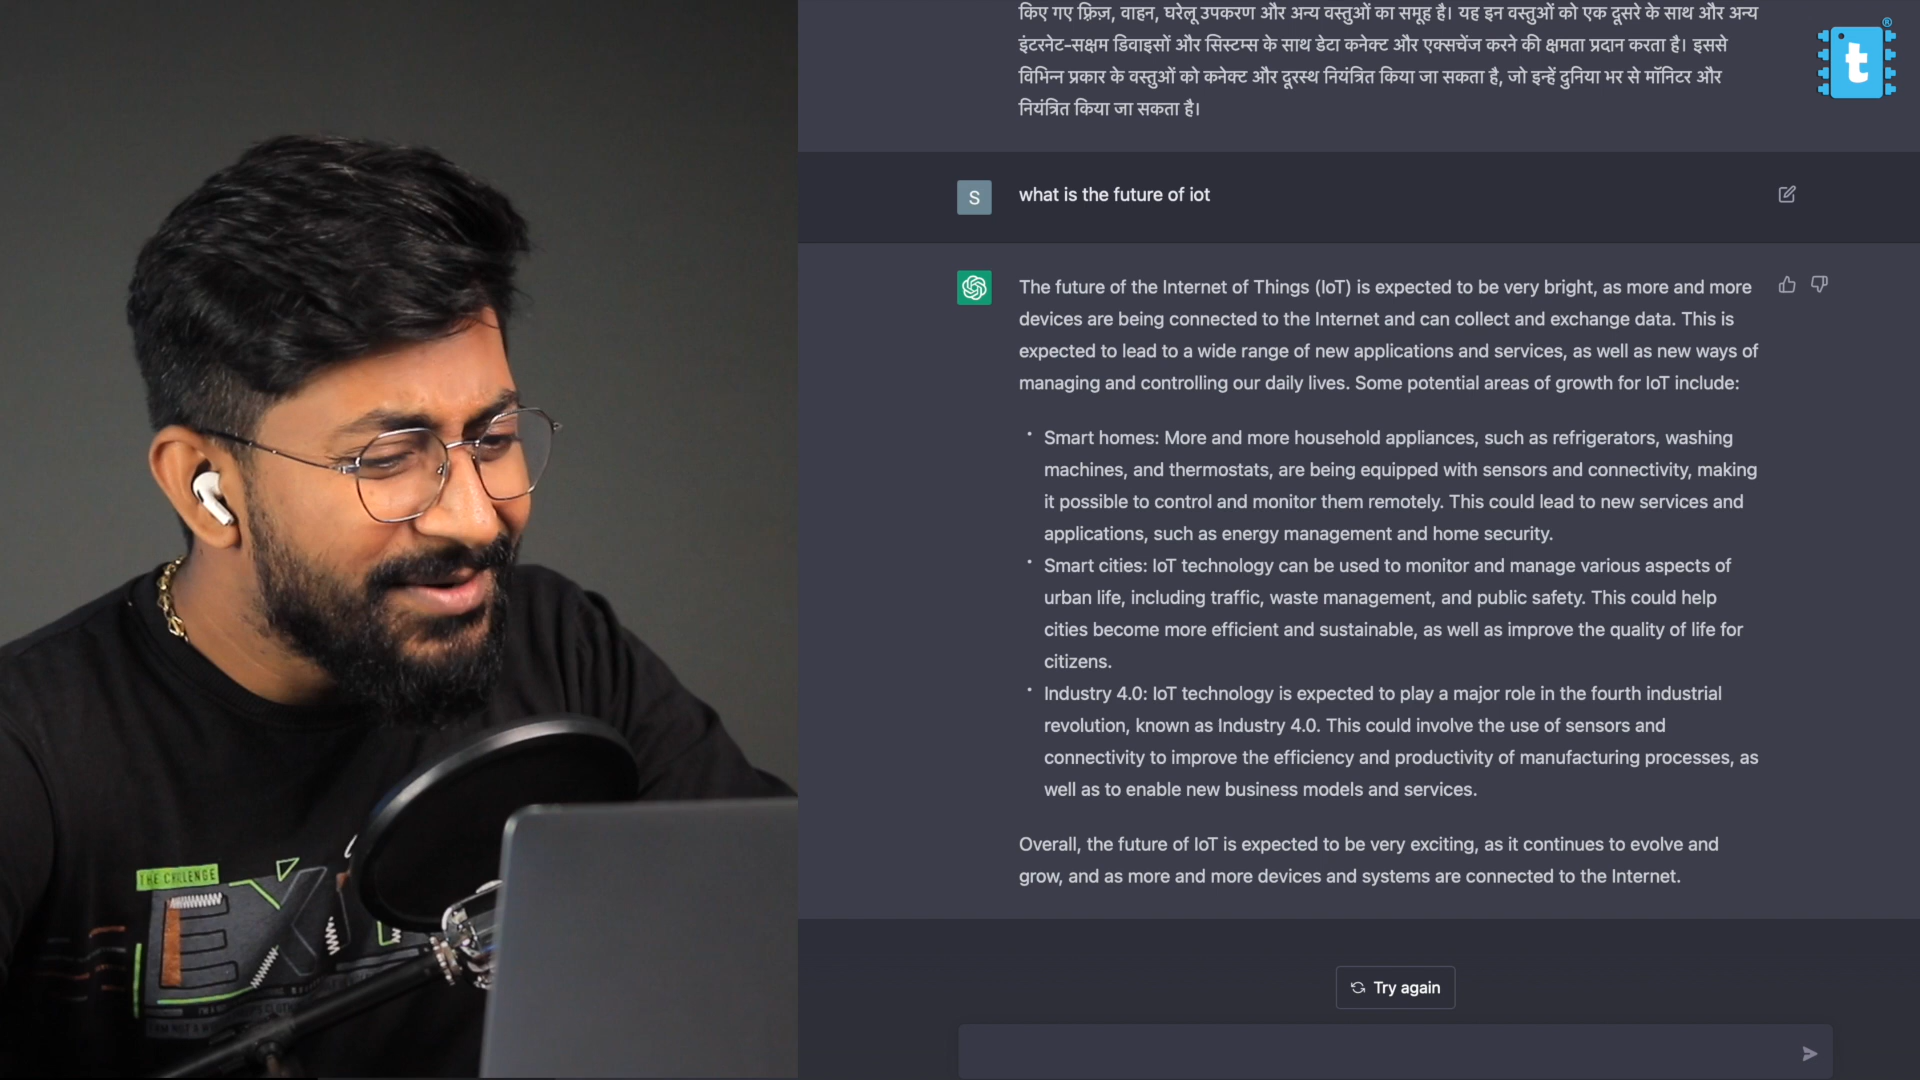 किए गए फ़्रिज़, वाहन, घरेलू उपकरण और अन्य वस्तुओं का समूह है। यह इन वस्तुओं को एक दूसरे के साथ और अन्य
इंटरनेट-सक्षम डिवाइसों और सिस्टम्स के साथ डेटा कनेक्ट और एक्सचेंज करने की क्षमता प्रदान करता है। इससे
विभिन्न प्रकार के वस्तुओं को कनेक्ट और दूरस्थ नियंत्रित किया जा सकता है, जो इन्हें दुनिया भर से मॉनिटर और
नियंत्रित किया जा सकता है।
t ®
S
what is the future of iot
The future of the Internet of Things (IoT) is expected to be very bright, as more and more
devices are being connected to the Internet and can collect and exchange data. This is
expected to lead to a wide range of new applications and services, as well as new ways of
managing and controlling our daily lives. Some potential areas of growth for IoT include:
• Smart homes: More and more household appliances, such as refrigerators, washing
machines, and thermostats, are being equipped with sensors and connectivity, making
it possible to control and monitor them remotely. This could lead to new services and
applications, such as energy management and home security.
• Smart cities: IoT technology can be used to monitor and manage various aspects of
urban life, including traffic, waste management, and public safety. This could help
cities become more efficient and sustainable, as well as improve the quality of life for
citizens.
• Industry 4.0: IoT technology is expected to play a major role in the fourth industrial
revolution, known as Industry 4.0. This could involve the use of sensors and
connectivity to improve the efficiency and productivity of manufacturing processes, as
well as to enable new business models and services.
Overall, the future of IoT is expected to be very exciting, as it continues to evolve and
grow, and as more and more devices and systems are connected to the Internet.
Try again
THE CHALLENGE